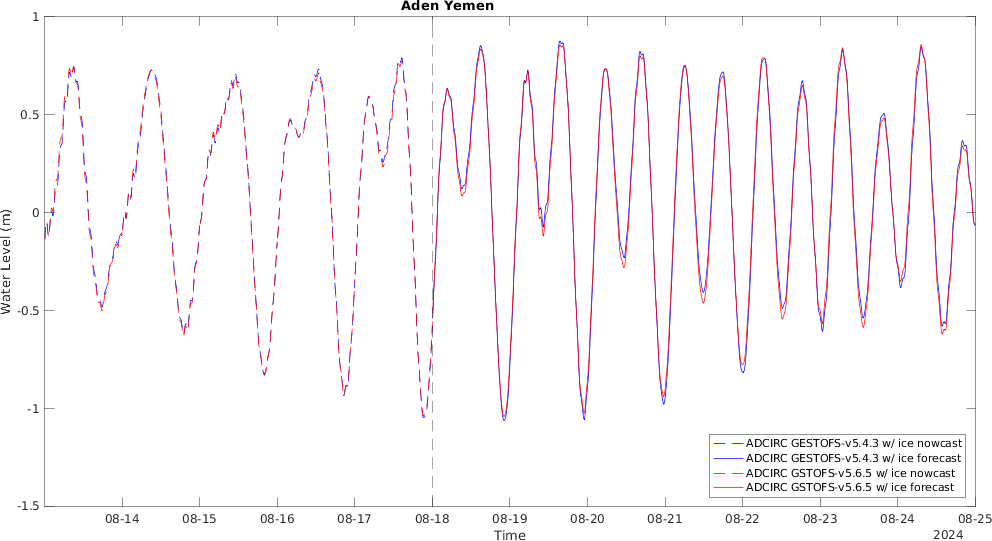 Aden Yemen
1
0.5
0
-0.5
-1
-1.5
Water Level (m)
08-14 08-15 08-16 08-17 08-18 08-19 08-20 08-21 08-22 08-23 08-24 08-25
Time
2024
ADCIRC GESTOFS-v5.4.3 w/ ice nowcast
ADCIRC GESTOFS-v5.4.3 w/ ice forecast
ADCIRC GSTOFS-v5.6.5 w/ ice nowcast
ADCIRC GSTOFS-v5.6.5 w/ ice forecast